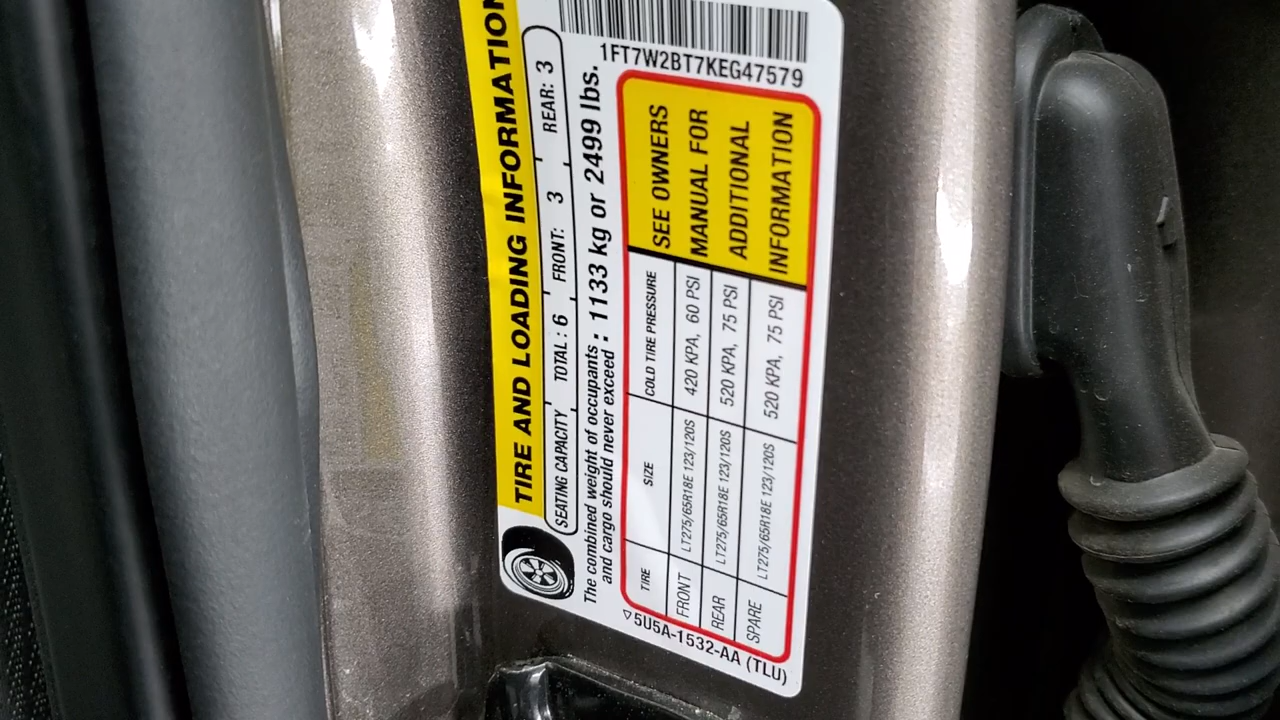 1FT7W2BT7KEG47579
TIRE AND LOADING INFORMATION
SEATING CAPACITY TOTAL : 6 FRONT: 3 REAR: 3
The combined weight of occupants
and cargo should never exceed : 1133 kg or 2499 lbs.
TIRE SIZE COLD TIRE PRESSURE
FRONT LT275/65R18E 123/120S 420 KPA, 60 PSI
REAR LT275/65R18E 123/120S 520 KPA, 75 PSI
SPARE LT275/65R18E 123/120S 520 KPA, 75 PSI
SEE OWNERS
MANUAL FOR
ADDITIONAL
INFORMATION
5U5A-1532-AA (TLU)